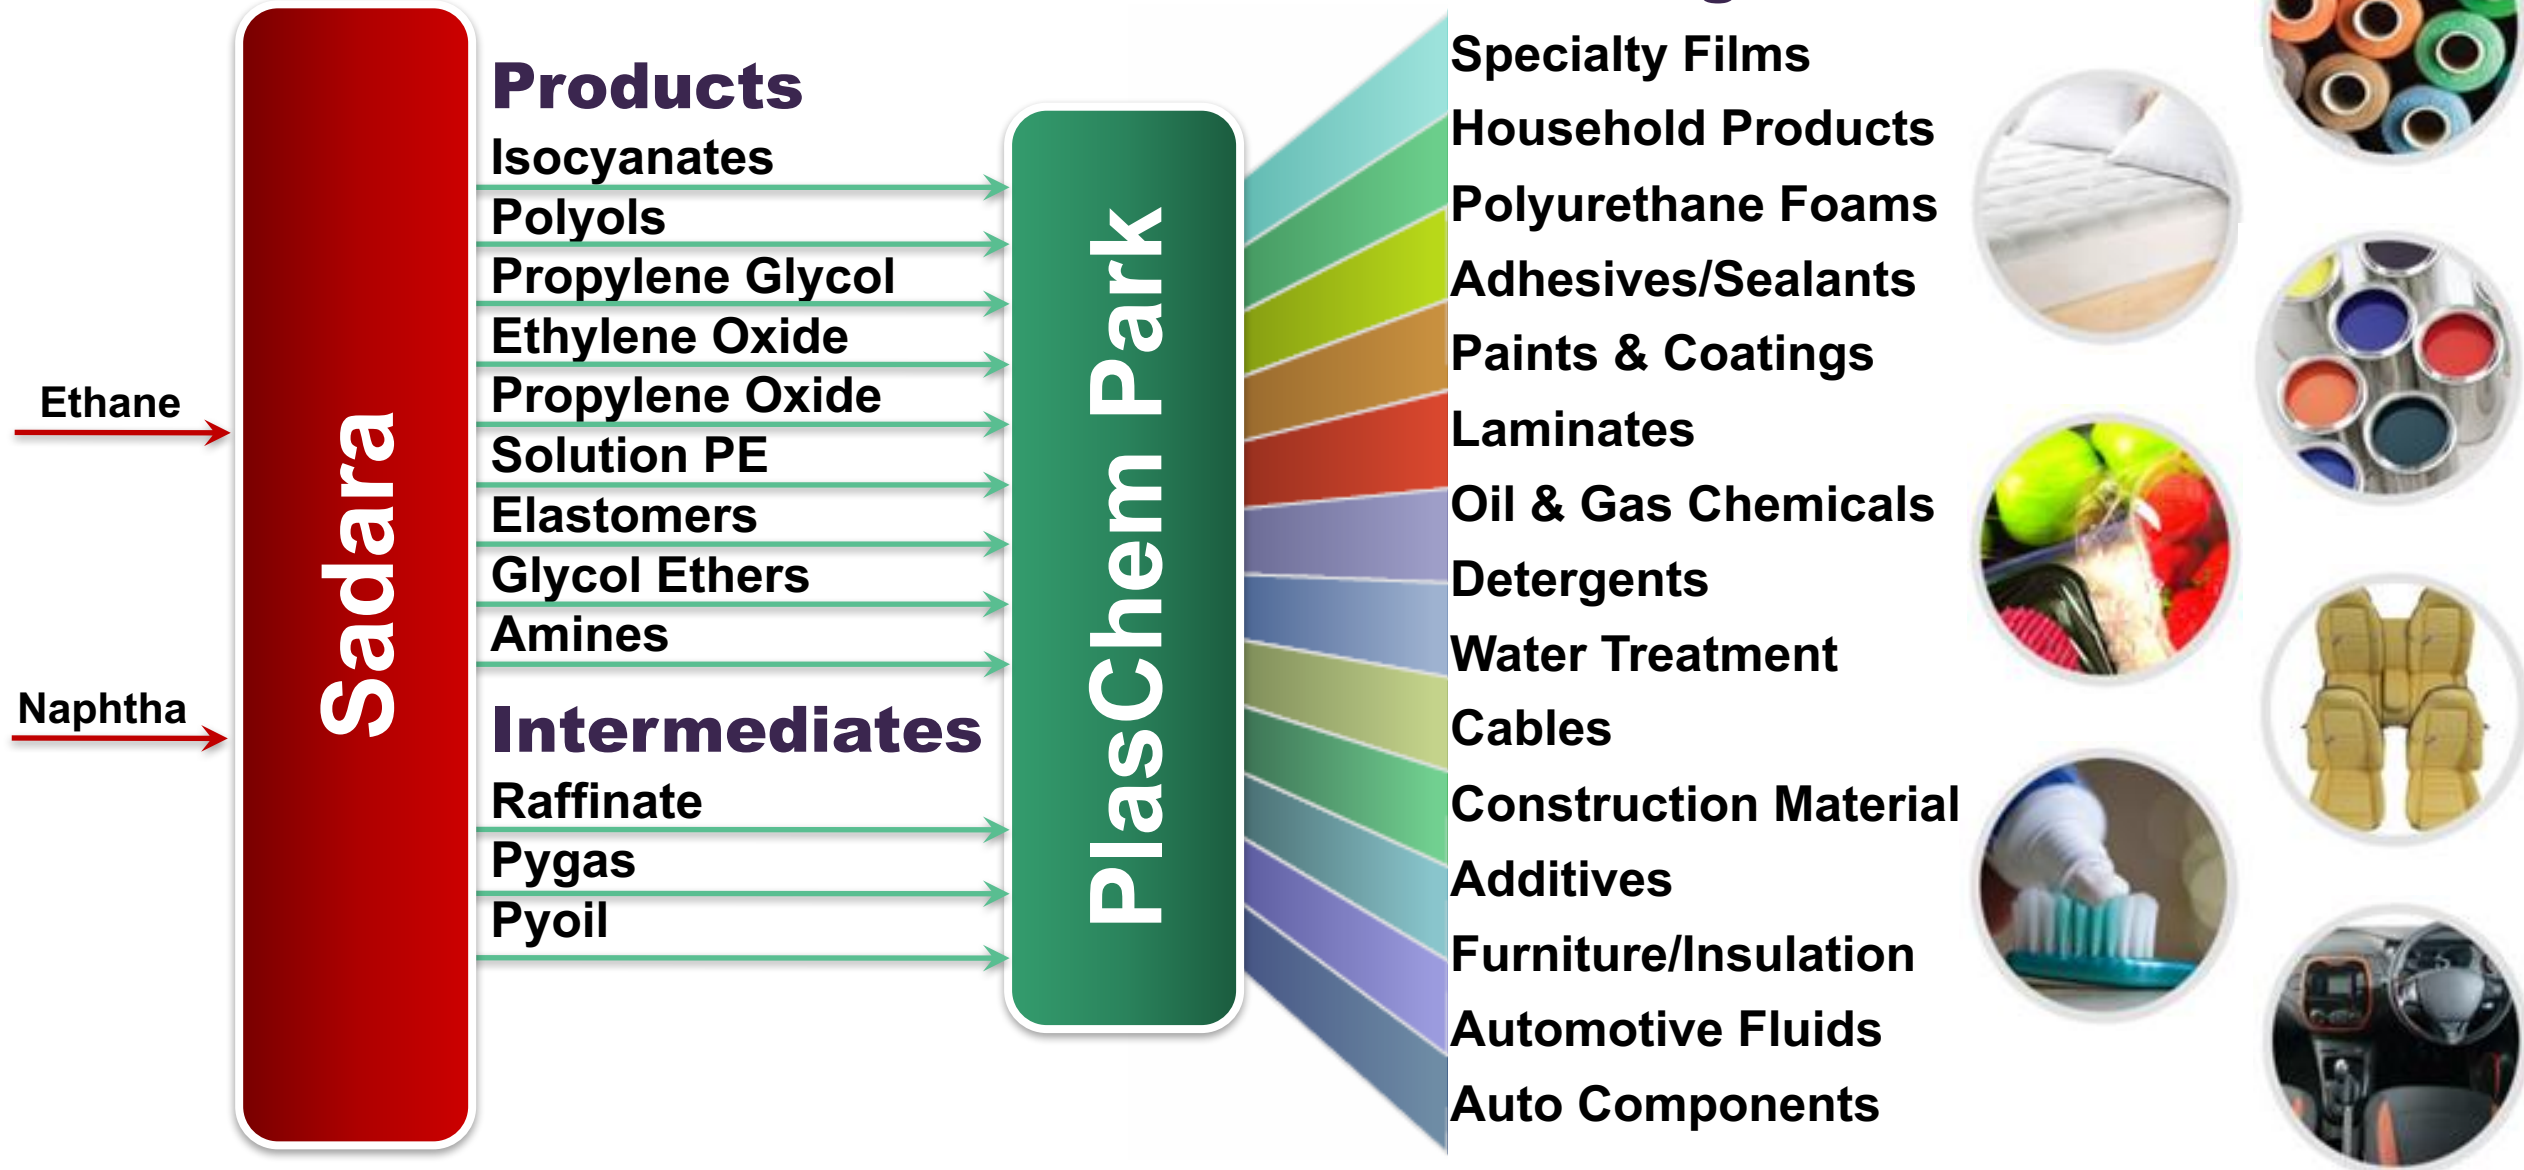 Ethane
Naphtha
Sadara
Products
Isocyanates
Polyols
Propylene Glycol
Ethylene Oxide
Propylene Oxide
Solution PE
Elastomers
Glycol Ethers
Amines
Intermediates
Raffinate
Pygas
Pyoil
PlasChem Park
Specialty Films
Household Products
Polyurethane Foams
Adhesives/Sealants
Paints & Coatings
Laminates
Oil & Gas Chemicals
Detergents
Water Treatment
Cables
Construction Material
Additives
Furniture/Insulation
Automotive Fluids
Auto Components